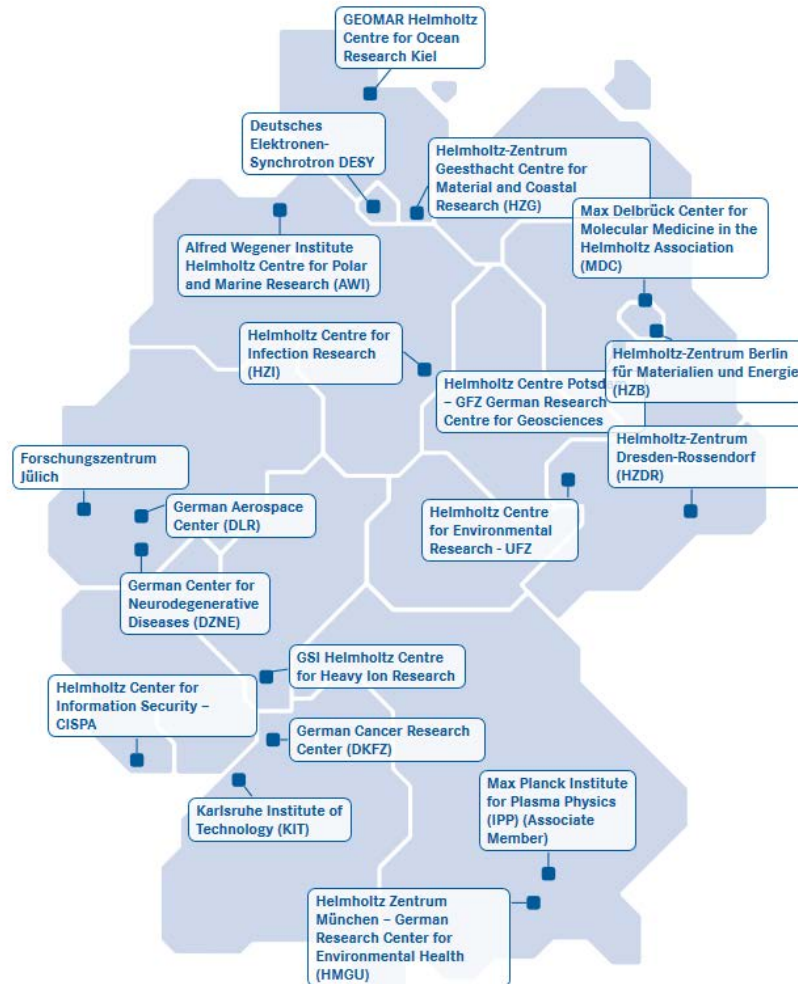 GEOMAR Helmholtz
Centre for Ocean
Research Kiel
Deutsches
Elektronen-
Synchrotron DESY
Helmholtz-Zentrum
Geesthacht Centre for
Material and Coastal
Research (HZG)
Max Delbrück Center for
Molecular Medicine in the
Helmholtz Association
(MDC)
Alfred Wegener Institute
Helmholtz Centre for Polar
and Marine Research (AWI)
Helmholtz Centre for
Infection Research
(HZI)
Helmholtz-Zentrum Berlin
für Materialien und Energie
(HZB)
Helmholtz Centre Potsdam
– GFZ German Research
Centre for Geosciences
Helmholtz-Zentrum
Dresden-Rossendorf
(HZDR)
Forschungszentrum
Jülich
German Aerospace
Center (DLR)
Helmholtz Centre
for Environmental
Research - UFZ
German Center for
Neurodegenerative
Diseases (DZNE)
GSI Helmholtz Centre
for Heavy Ion Research
Helmholtz Center for
Information Security –
CISPA
German Cancer Research
Center (DKFZ)
Karlsruhe Institute of
Technology (KIT)
Max Planck Institute
for Plasma Physics
(IPP) (Associate
Member)
Helmholtz Zentrum
München – German
Research Center for
Environmental Health
(HMGU)